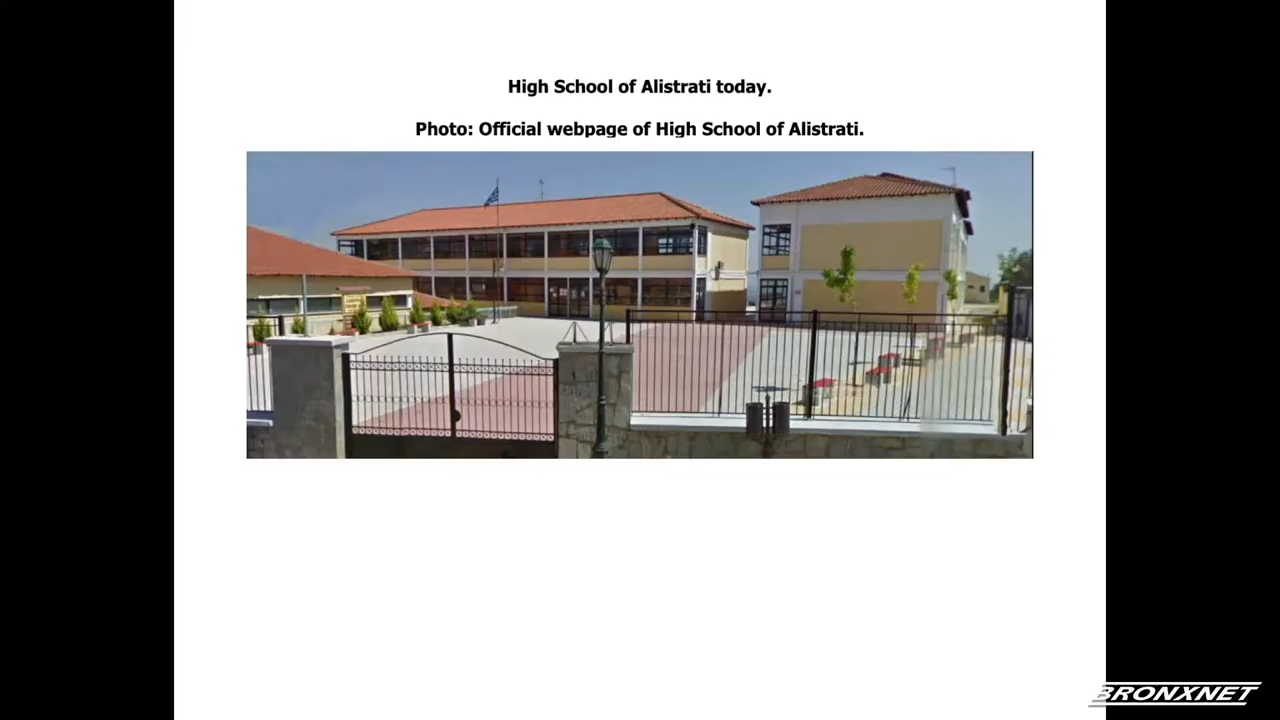 High School of Alistrati today.
Photo: Official webpage of High School of Alistrati.
BRONXNET